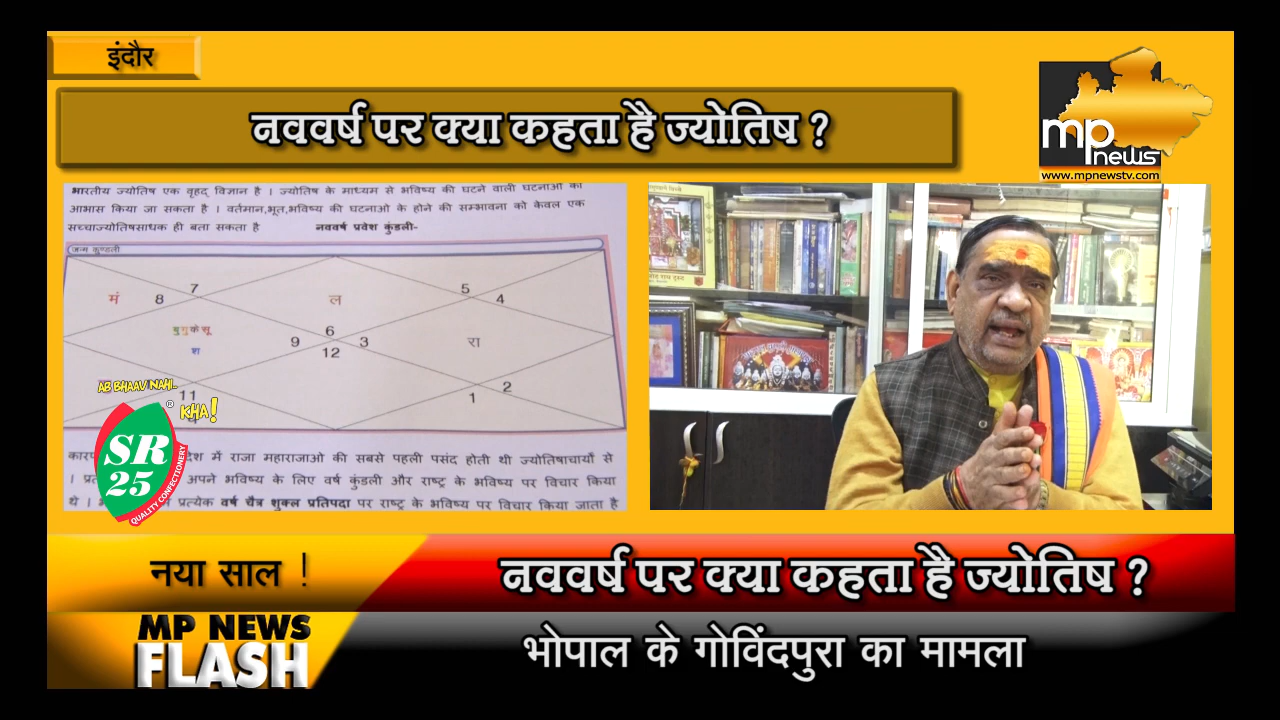 इंदौर
नववर्ष पर क्या कहता है ज्योतिष ?
mp
news
www.mpnewstv.com
भारतीय ज्योतिष एक वृहद् विज्ञान है । ज्योतिष के माध्यम से भविष्य की घटने वाली घटनाओ का
आभास किया जा सकता है । वर्तमान,भूत,भविष्य की घटनाओ के होने की सम्भावना को केवल एक
सच्चाज्योतिषसाधक ही बता सकता है नववर्ष प्रवेश कुंडली-
जन्म कुण्डली
7
5
मं 8
ल
4
बुगुकेसू
6
9
3
रा
श
12
11
2
1
AB BHAAV NAHI..
KHA!
SR
25
®
QUALITY CONFECTIONERY
देश में राजा महाराजाओ की सबसे पहली पसंद होती थी ज्योतिषाचार्यो से
अपने भविष्य के लिए वर्ष कुंडली और राष्ट्र के भविष्य पर विचार किया
थे । प्रत्येक वर्ष चैत्र शुक्ल प्रतिपदा पर राष्ट्र के भविष्य पर विचार किया जाता है
नया साल !
नववर्ष पर क्या कहता है ज्योतिष ?
MP NEWS
FLASH
भोपाल के गोविंदपुरा का मामला